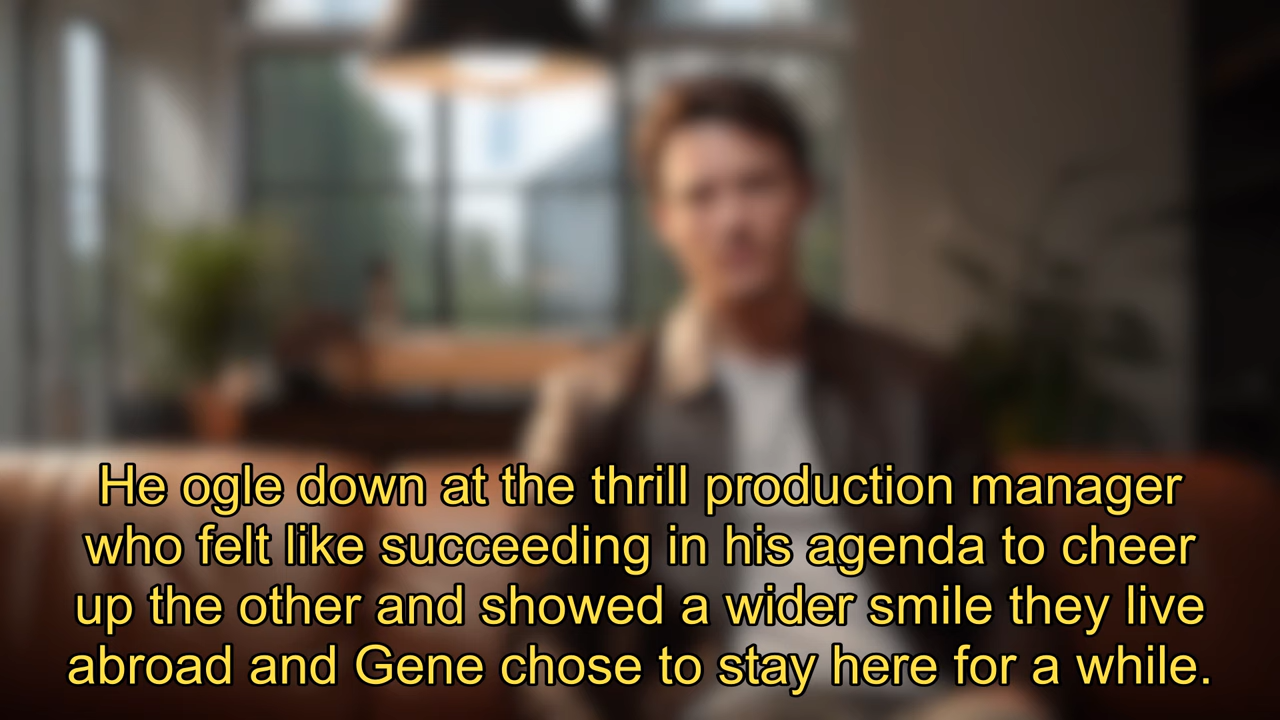 He ogle down at the thrill production manager
who felt like succeeding in his agenda to cheer
up the other and showed a wider smile they live
abroad and Gene chose to stay here for a while.